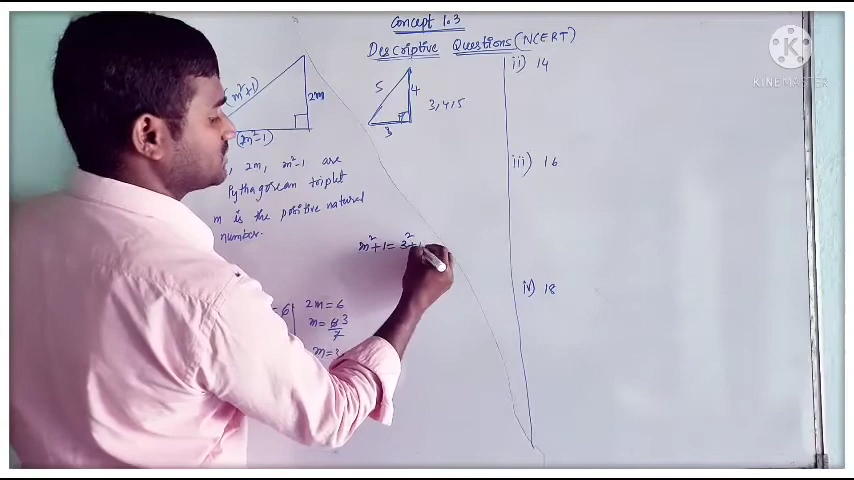 Concept 1.3
Descriptive Questions (NCERT)
m²+1
2m
(m²-1)
5
4
3
3,4,5
, 2m, m²-1 are
Pythagorean triplet
m is the positive natural
number.
m²+1 = 3²+1
= 6
2m = 6
m = 6 3
m = 3
ii) 14
iii) 16
iv) 18
K
KINEMASTER